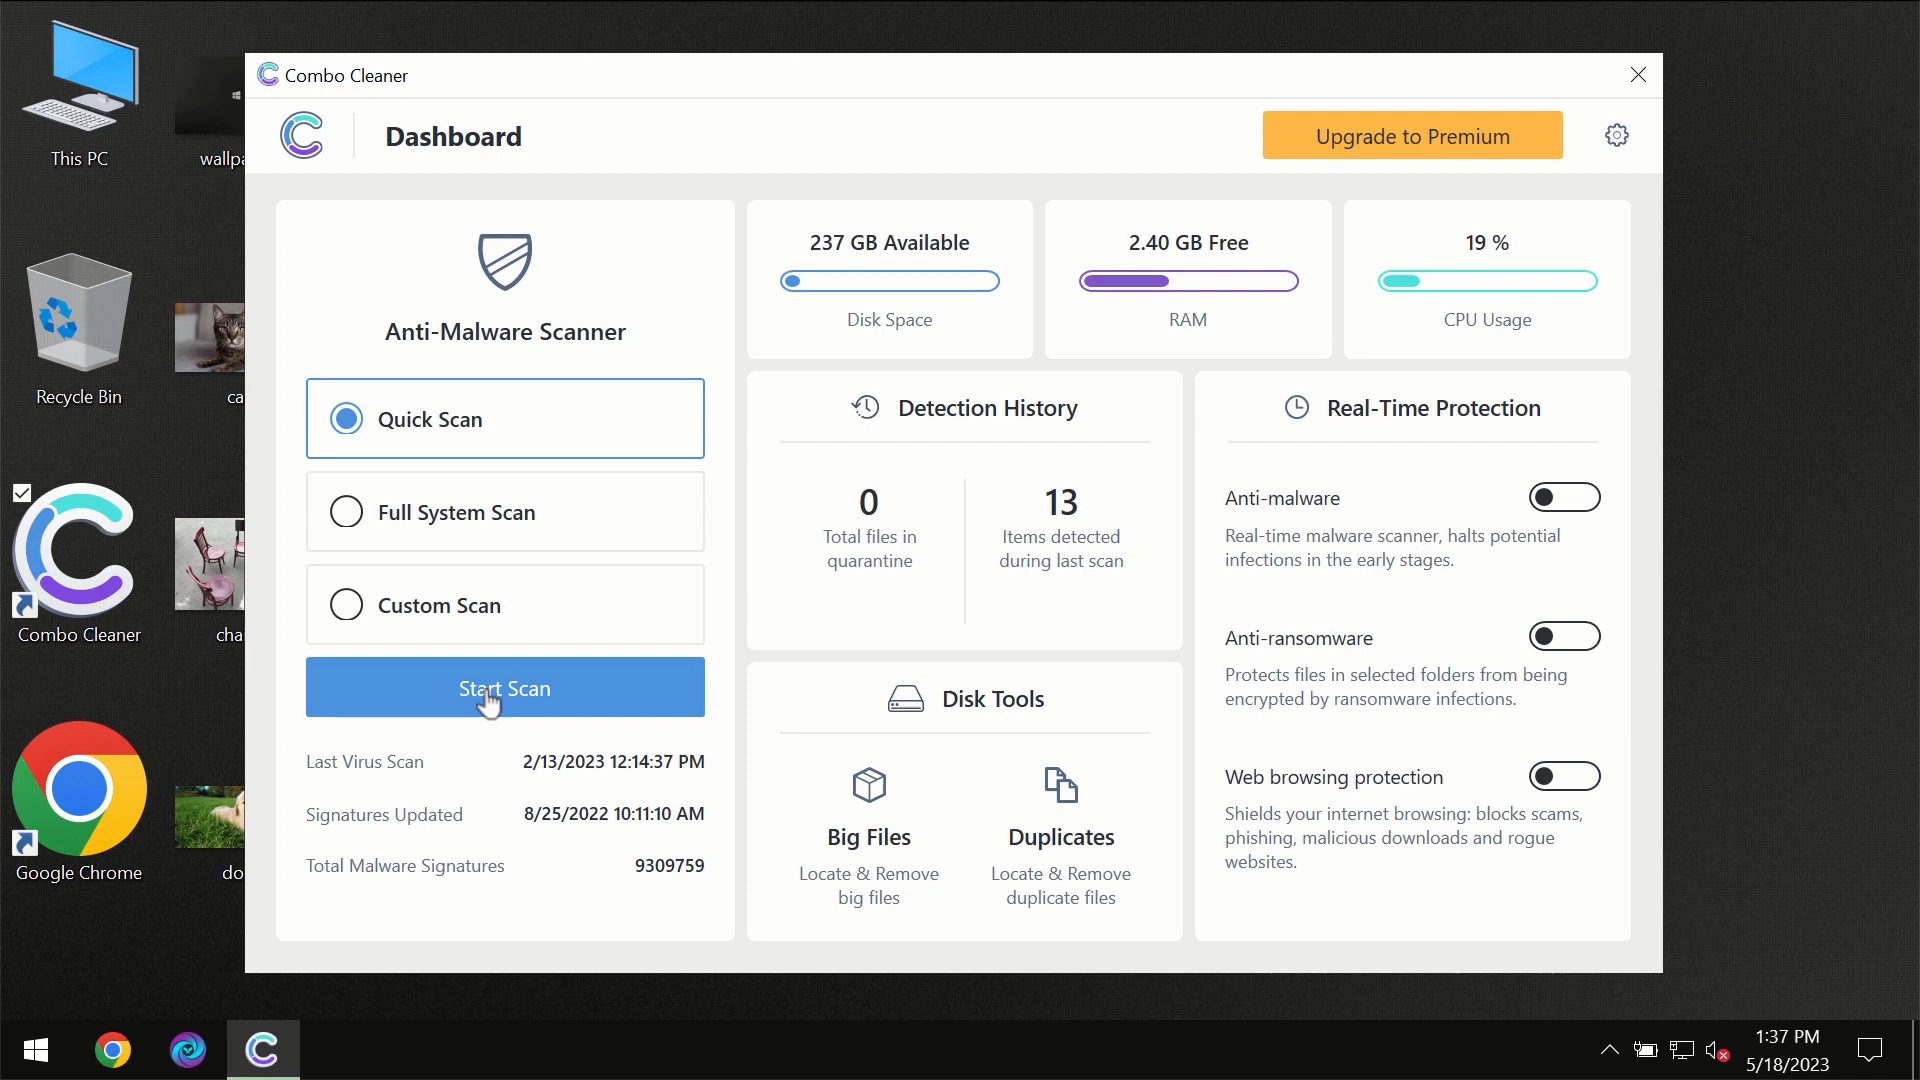 This PC
wallpa
Recycle Bin
ca
Combo Cleaner
cha
Google Chrome
do
Combo Cleaner
Dashboard
Upgrade to Premium
Anti-Malware Scanner
Quick Scan
Full System Scan
Custom Scan
Start Scan
Last Virus Scan 2/13/2023 12:14:37 PM
Signatures Updated 8/25/2022 10:11:10 AM
Total Malware Signatures 9309759
237 GB Available
Disk Space
2.40 GB Free
RAM
19 %
CPU Usage
Detection History
0
Total files in
quarantine
13
Items detected
during last scan
Disk Tools
Big Files
Locate & Remove
big files
Duplicates
Locate & Remove
duplicate files
Real-Time Protection
Anti-malware
Real-time malware scanner, halts potential
infections in the early stages.
Anti-ransomware
Protects files in selected folders from being
encrypted by ransomware infections.
Web browsing protection
Shields your internet browsing: blocks scams,
phishing, malicious downloads and rogue
websites.
1:37 PM
5/18/2023